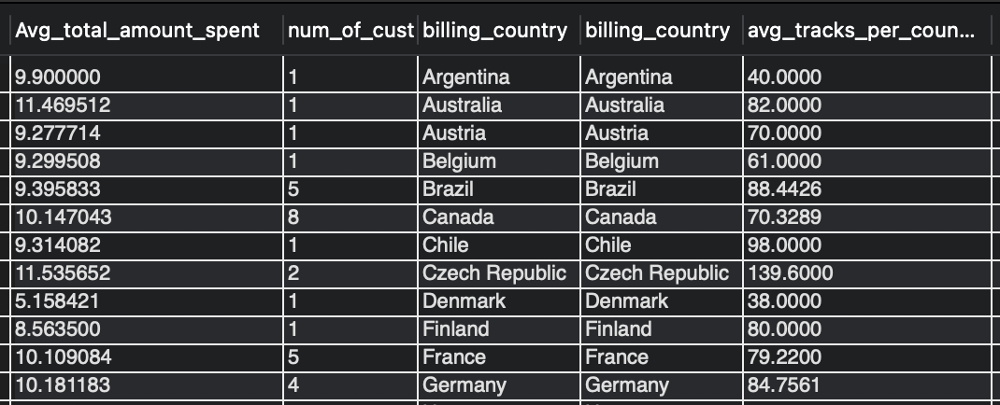 Avg_total_amount_spent num_of_cust billing_country billing_country avg_tracks_per_coun...
9.900000 1 Argentina Argentina 40.0000
11.469512 1 Australia Australia 82.0000
9.277714 1 Austria Austria 70.0000
9.299508 1 Belgium Belgium 61.0000
9.395833 5 Brazil Brazil 88.4426
10.147043 8 Canada Canada 70.3289
9.314082 1 Chile Chile 98.0000
11.535652 2 Czech Republic Czech Republic 139.6000
5.158421 1 Denmark Denmark 38.0000
8.563500 1 Finland Finland 80.0000
10.109084 5 France France 79.2200
10.181183 4 Germany Germany 84.7561